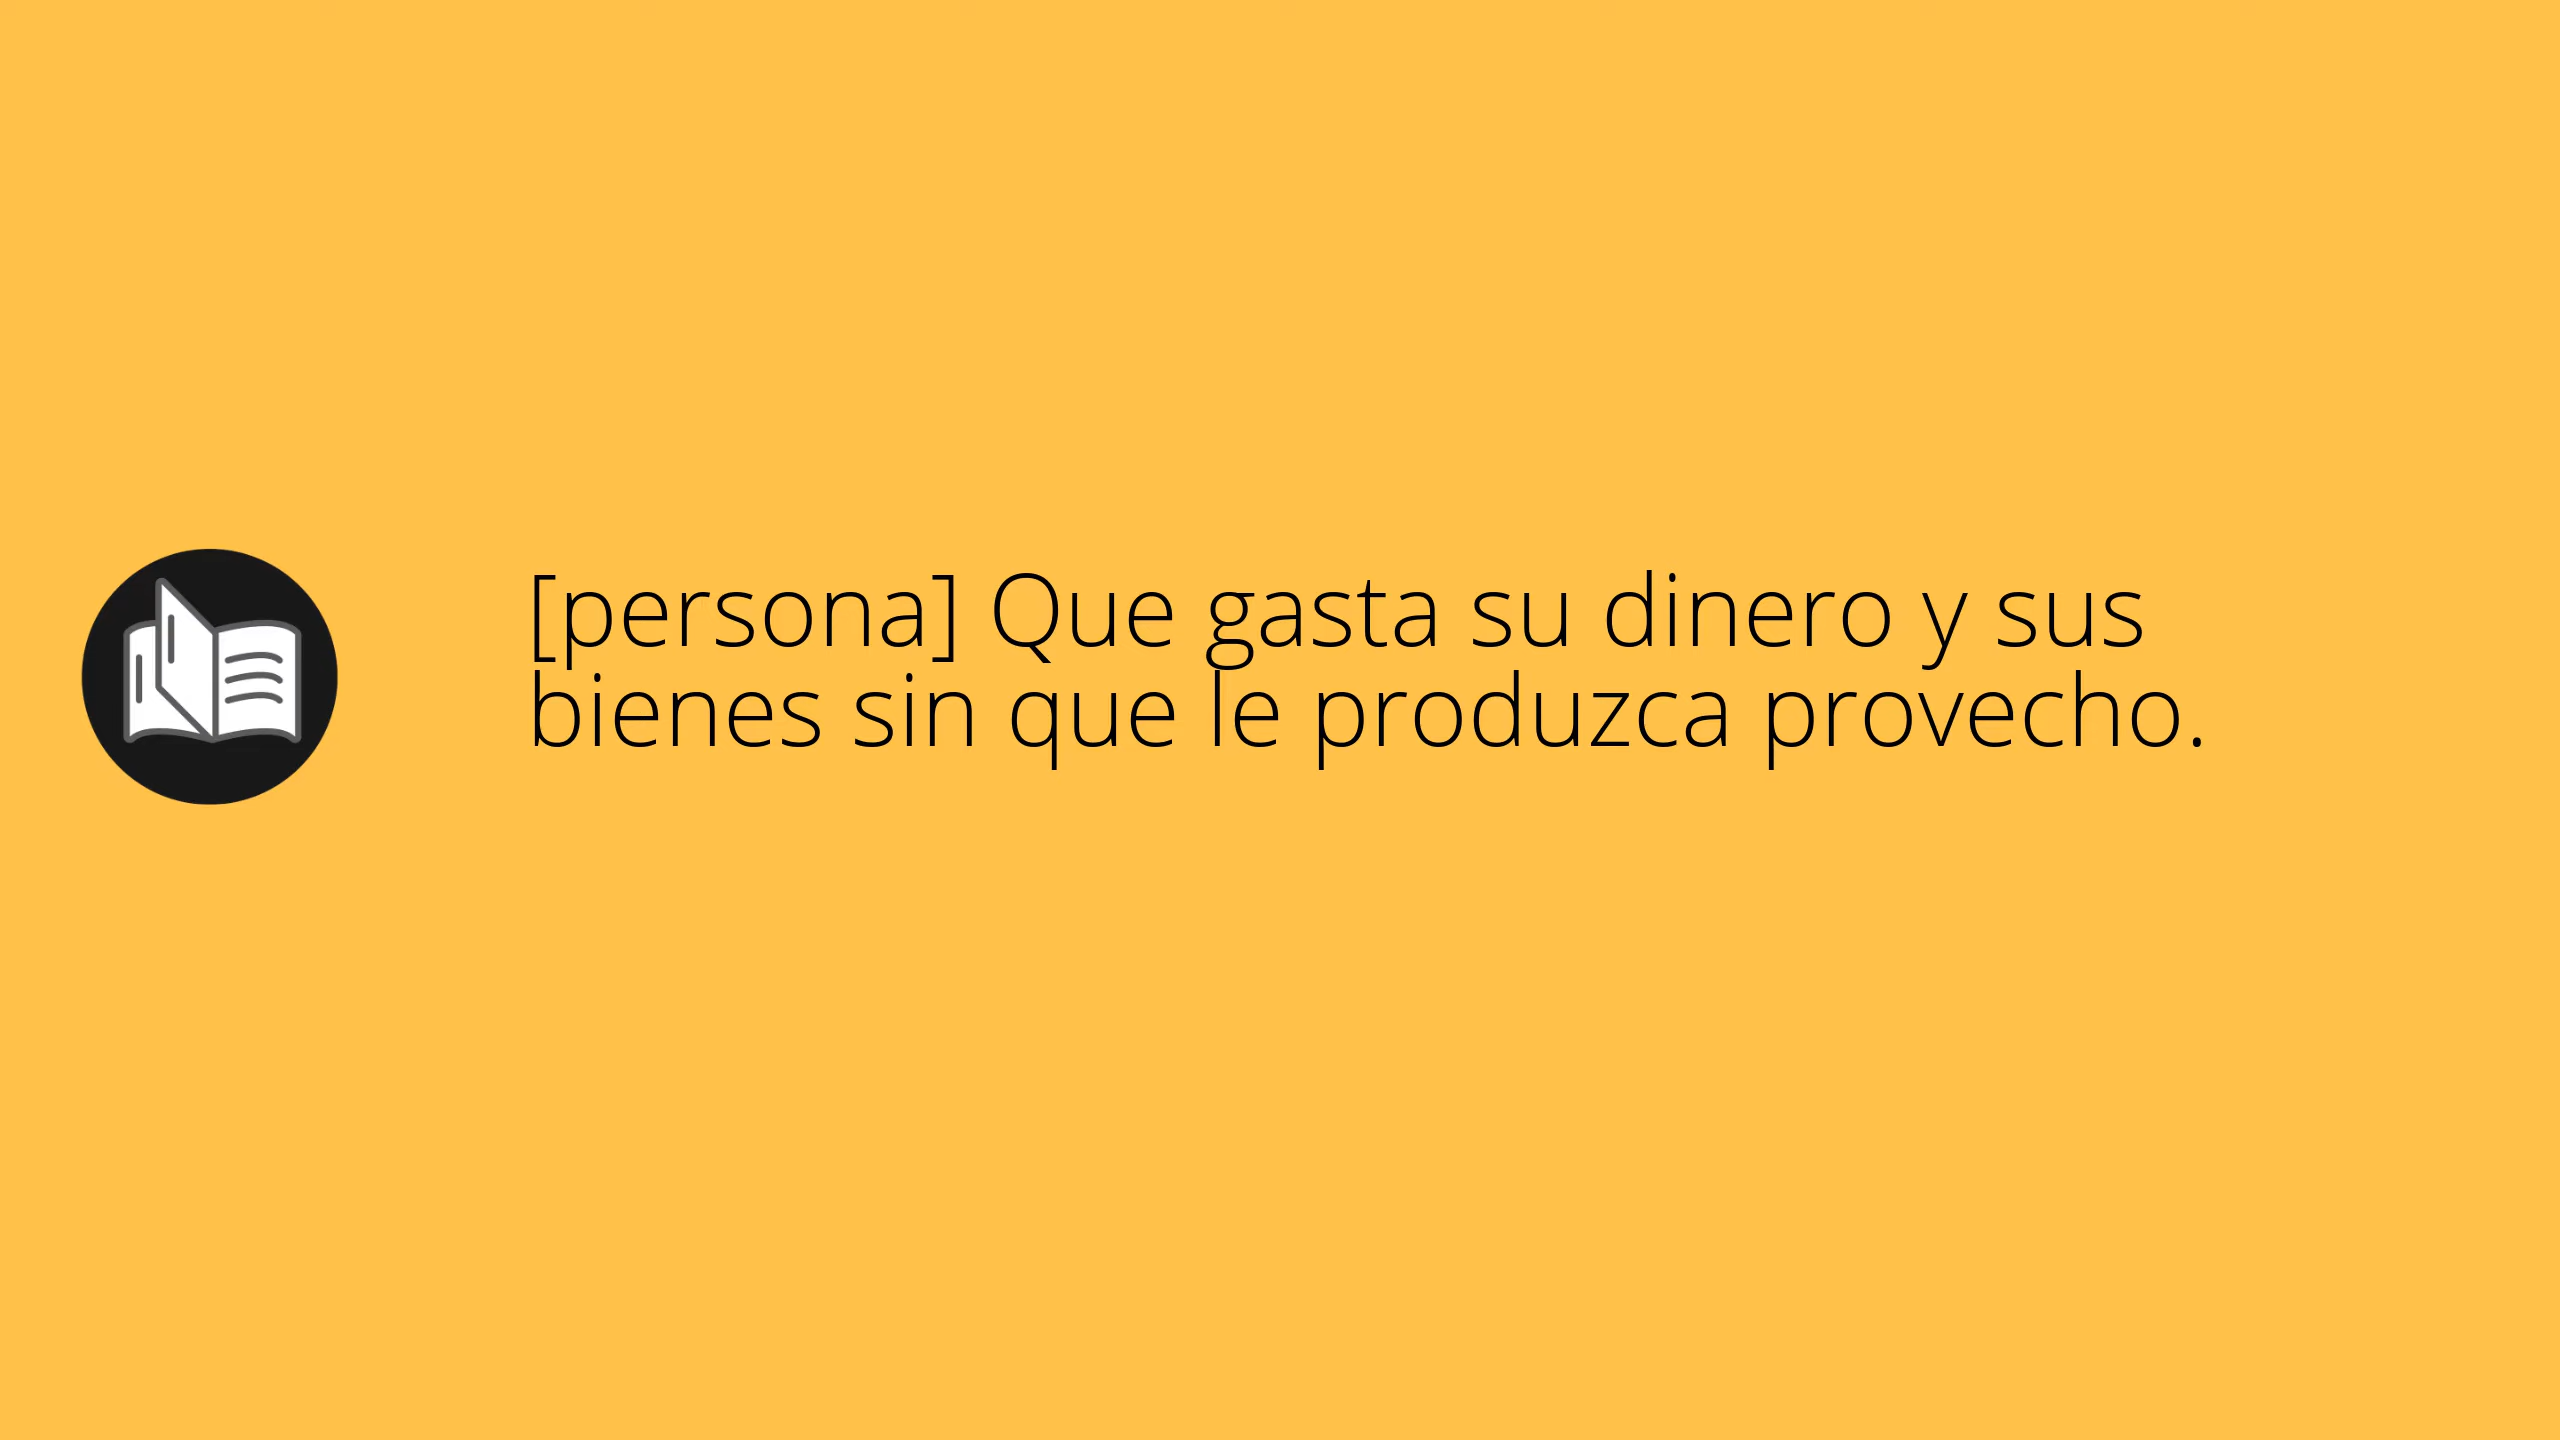 [persona] Que gasta su dinero y sus
bienes sin que le produzca provecho.